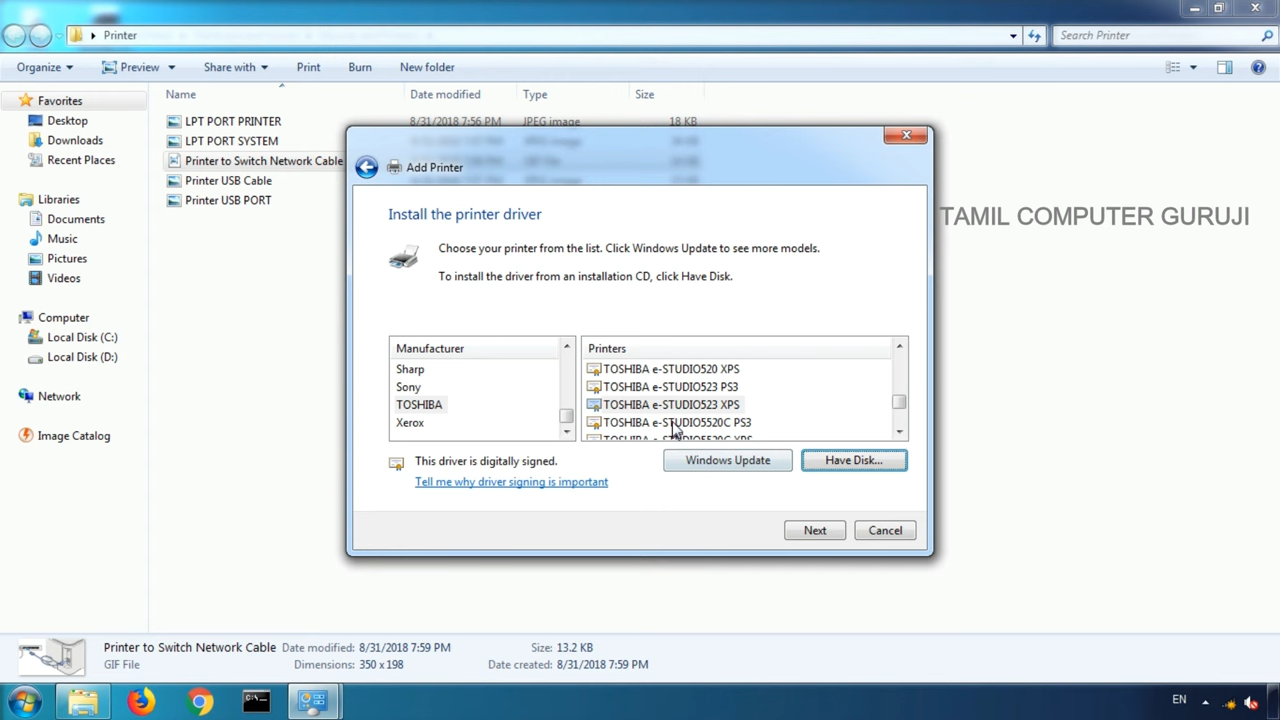 Printer
Search Printer
Organize
Preview
Share with
Print
Burn
New folder
Favorites
Desktop
Downloads
Recent Places
Libraries
Documents
Music
Pictures
Videos
Computer
Local Disk (C:)
Local Disk (D:)
Network
Image Catalog
Name
Date modified
Type
Size
LPT PORT PRINTER
8/31/2018 7:56 PM
JPEG image
18 KB
LPT PORT SYSTEM
Printer to Switch Network Cable
Printer USB Cable
Printer USB PORT
Add Printer
Install the printer driver
Choose your printer from the list. Click Windows Update to see more models.
To install the driver from an installation CD, click Have Disk.
Manufacturer
Sharp
Sony
TOSHIBA
Xerox
Printers
TOSHIBA e-STUDIO520 XPS
TOSHIBA e-STUDIO523 PS3
TOSHIBA e-STUDIO523 XPS
TOSHIBA e-STUDIO5520C PS3
TOSHIBA e-STUDIO5520C XPS
This driver is digitally signed.
Tell me why driver signing is important
Windows Update
Have Disk...
Next
Cancel
TAMIL COMPUTER GURUJI
Printer to Switch Network Cable
Date modified: 8/31/2018 7:59 PM
Size: 13.2 KB
GIF File
Dimensions: 350 x 198
Date created: 8/31/2018 7:59 PM
EN